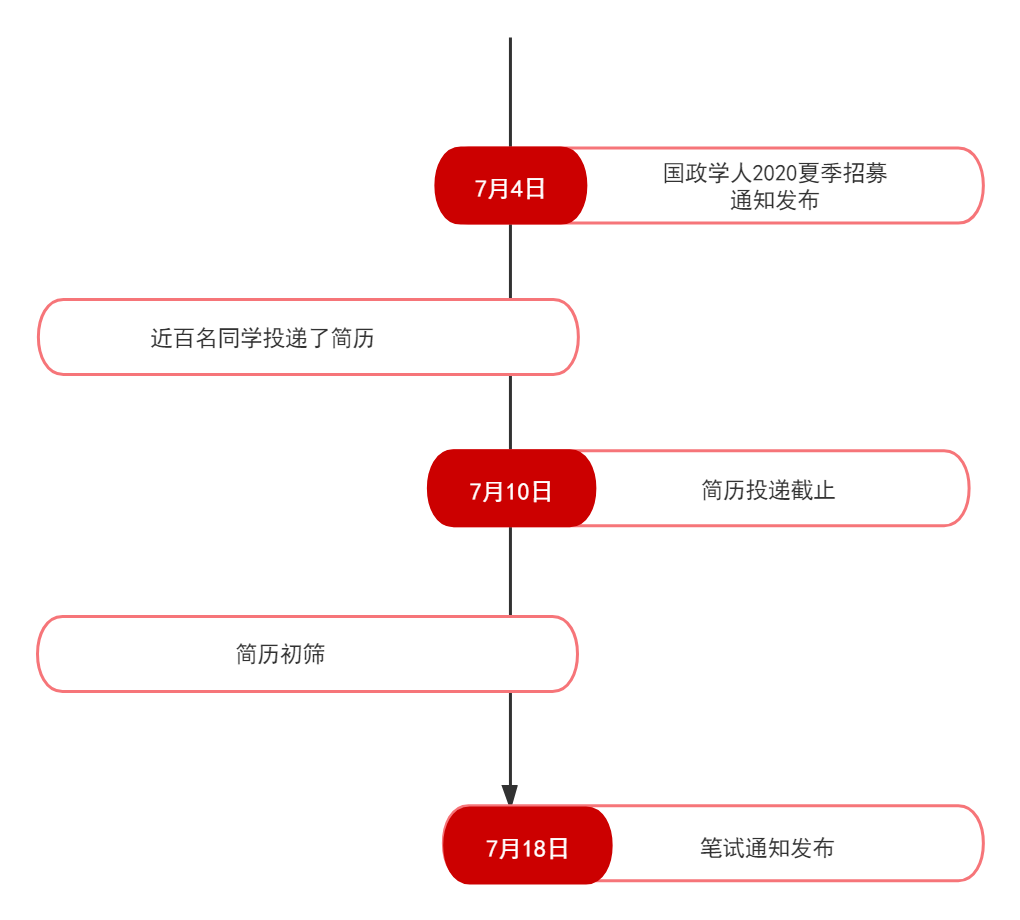 7月4日
国政学人2020夏季招募
通知发布
近百名同学投递了简历
7月10日
简历投递截止
简历初筛
7月18日
笔试通知发布